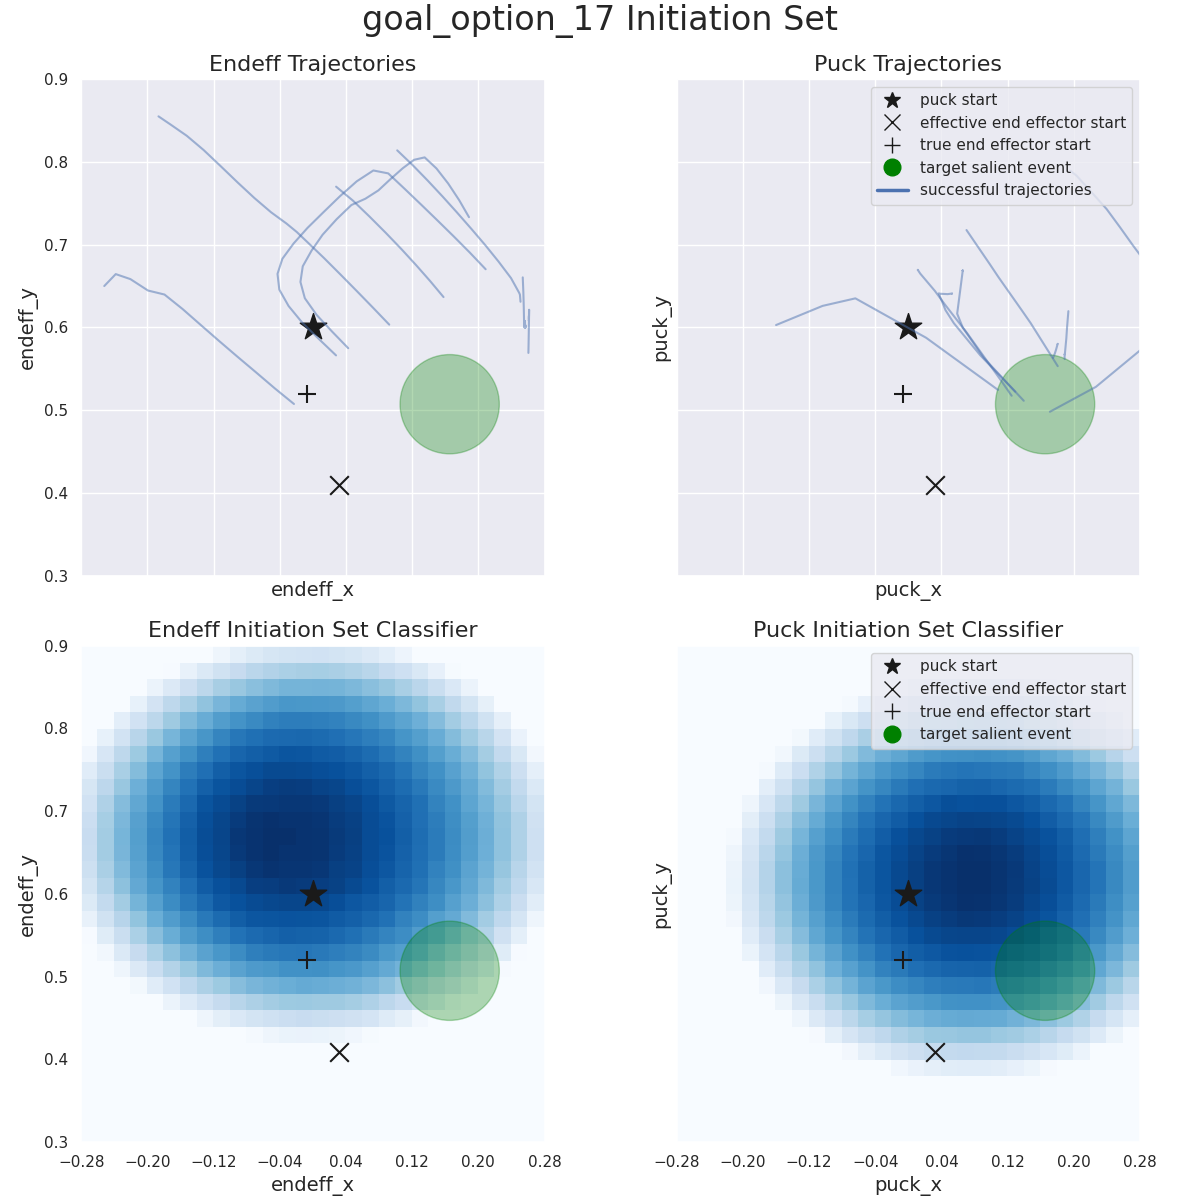 goal_option_17 Initiation Set
Endeff Trajectories
0.9
0.8
0.7
0.6
0.5
0.4
0.3
endeff_y
endeff_x
Puck Trajectories
puck start
effective end effector start
true end effector start
target salient event
successful trajectories
puck_y
puck_x
Endeff Initiation Set Classifier
0.9
0.8
0.7
0.6
0.5
0.4
0.3
endeff_y
−0.28 −0.20 −0.12 −0.04 0.04 0.12 0.20 0.28
endeff_x
Puck Initiation Set Classifier
puck start
effective end effector start
true end effector start
target salient event
puck_y
−0.28 −0.20 −0.12 −0.04 0.04 0.12 0.20 0.28
puck_x